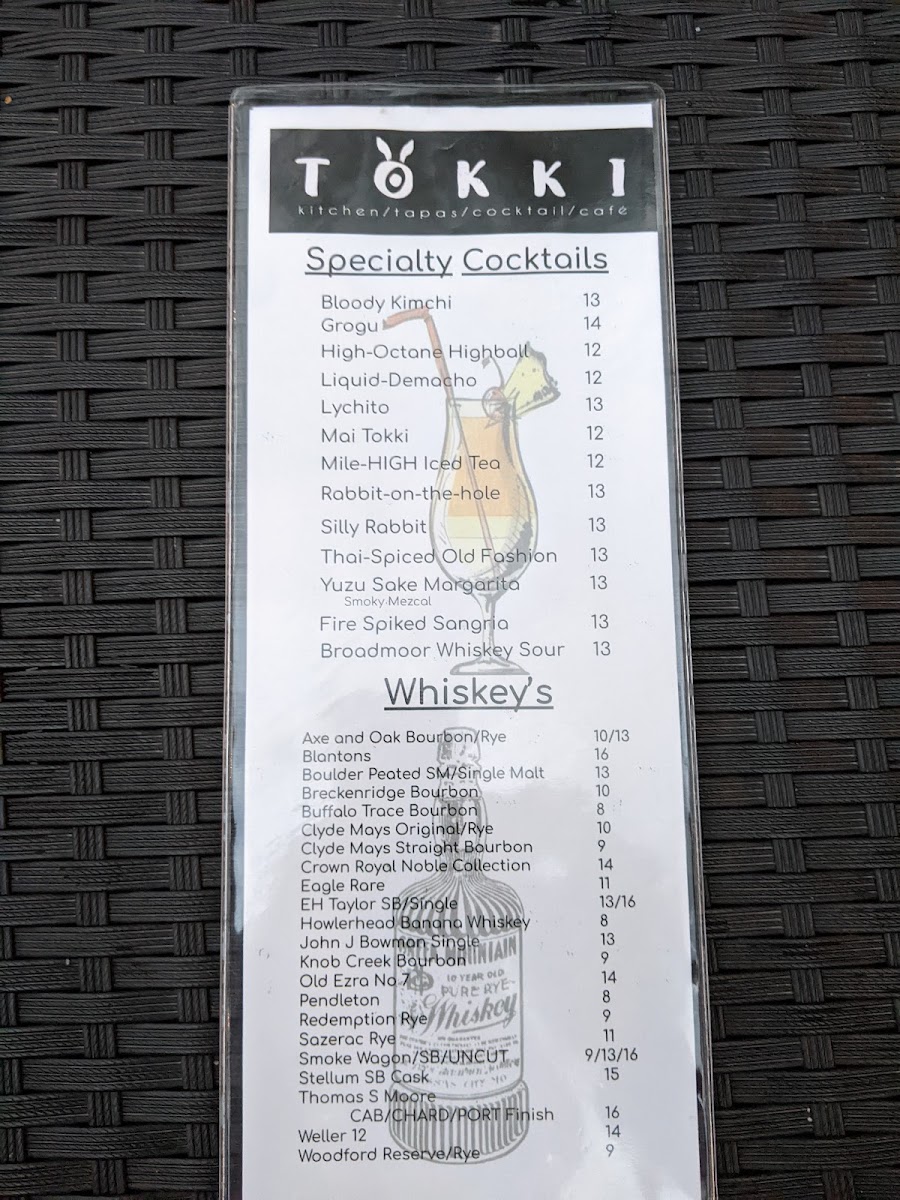 TOKKI
kitchen/tapas/cocktail/café
Specialty Cocktails
Bloody Kimchi 13
Grogu 14
High-Octane Highball 12
Liquid-Demacho 12
Lychito 13
Mai Tokki 12
Mile-HIGH Iced Tea 12
Rabbit-on-the-hole 13
Silly Rabbit 13
Thai-Spiced Old Fashion 13
Yuzu Sake Margarita 13
Smoky Mezcal
Fire Spiked Sangria 13
Broadmoor Whiskey Sour 13
Whiskey's
Axe and Oak Bourbon/Rye 10/13
Blantons 16
Boulder Peated SM/Single Malt 13
Breckenridge Bourbon 10
Buffalo Trace Bourbon 8
Clyde Mays Original/Rye 10
Clyde Mays Straight Bourbon 9
Crown Royal Noble Collection 14
Eagle Rare 11
EH Taylor SB/Single 13/16
Howlerhead Banana Whiskey 8
John J Bowman Single 13
Knob Creek Bourbon 9
Old Ezra No.7 14
Pendleton 8
Redemption Rye 9
Sazerac Rye 11
Smoke Wagon/SB/UNCUT 9/13/16
Stellum SB Cask 15
Thomas S Moore
CAB/CHARD/PORT Finish 16
Weller 12 14
Woodford Reserve/Rye 9
10 YEAR OLD
PURE RYE
Whiskey